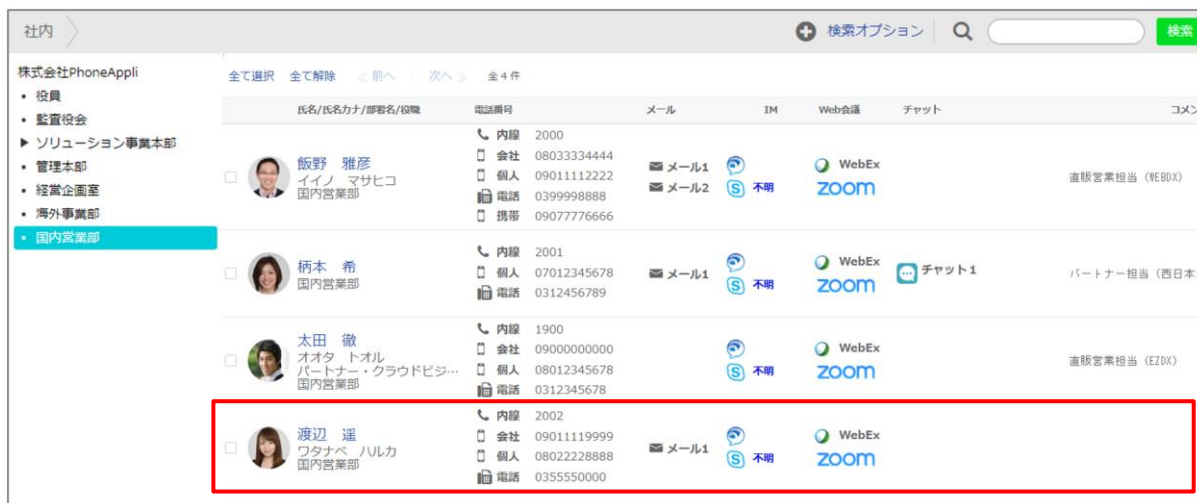 社内
検索オプション
検索
株式会社PhoneAppli
• 役員
• 監査役会
▶ ソリューション事業本部
• 管理本部
• 経営企画室
• 海外事業部
• 国内営業部
全て選択 全て解除 ≪ 前へ | 次へ ≫ 全 4 件
氏名/氏名カナ/部署名/役職 電話番号 メール IM Web会議 チャット コメン
飯野 雅彦
イイノ マサヒコ
国内営業部
内線 2000
会社 08033334444
個人 09011112222
電話 0399998888
携帯 09077776666
メール1
メール2
不明
WebEx
zoom
直販営業担当（WEBDX）
柄本 希
国内営業部
内線 2001
個人 07012345678
電話 0312456789
メール1
不明
WebEx
zoom
チャット1
パートナー担当（西日本
太田 徹
オオタ トオル
パートナー・クラウドビジ…
国内営業部
内線 1900
会社 09000000000
個人 08012345678
電話 0312345678
不明
WebEx
zoom
直販営業担当（EZDX）
渡辺 遥
ワタナベ ハルカ
国内営業部
内線 2002
会社 09011119999
個人 08022228888
電話 0355550000
メール1
不明
WebEx
zoom